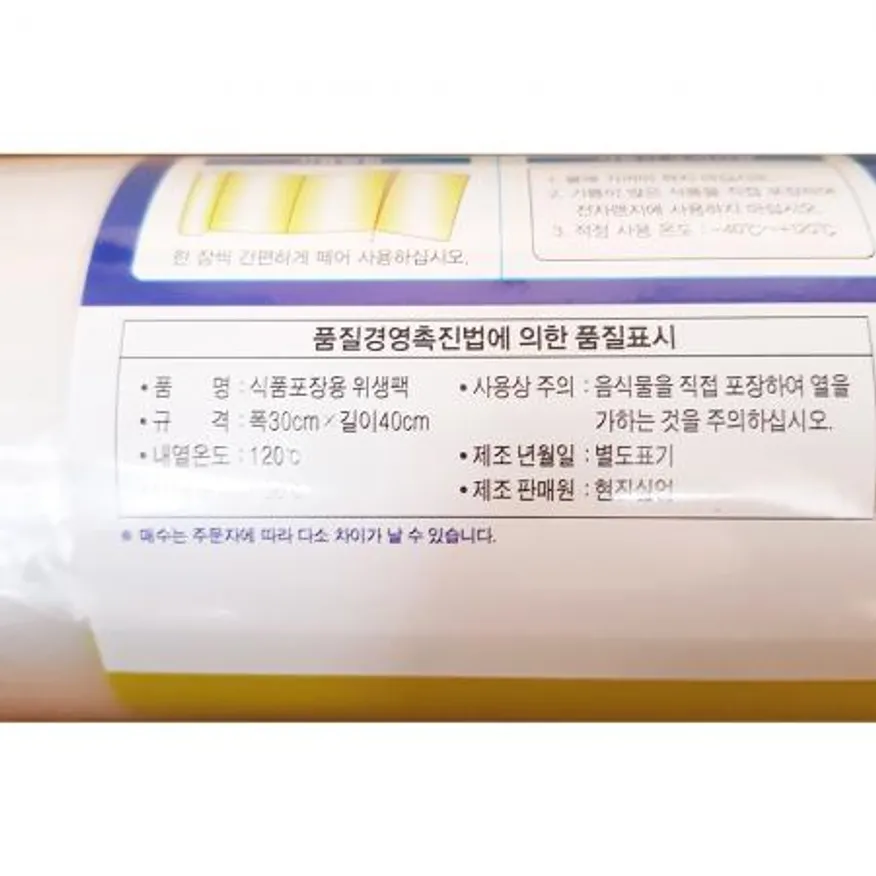 한 장씩 간편하게 떼어 사용하십시오.
2. 기름이 많은 식품을 직접 포장하여
전자렌지에 사용하지 마십시오.
3. 적정 사용 온도 : -40℃~+120℃
품질경영촉진법에 의한 품질표시
•품 명 : 식품포장용 위생팩
•규 격 : 폭30cm×길이40cm
•내열온도 : 120℃
•사용상 주의 : 음식물을 직접 포장하여 열을
가하는 것을 주의하십시오.
•제조 년월일 : 별도표기
•제조 판매원 : 현진실업
※ 매수는 주문자에 따라 다소 차이가 날 수 있습니다.